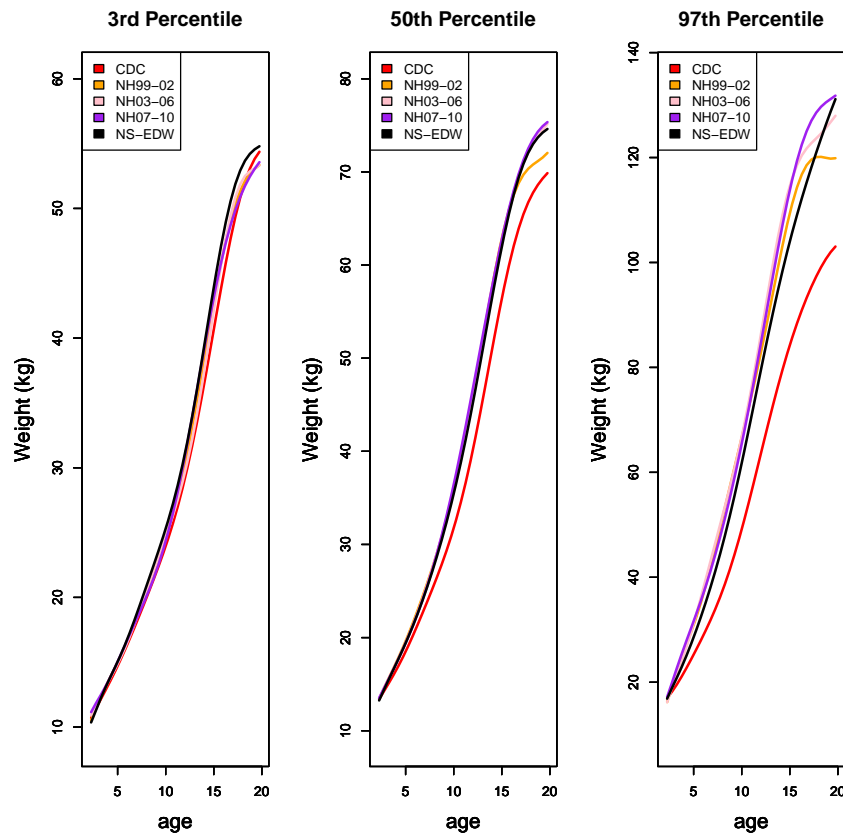 3rd Percentile
60
50
40
30
20
10
Weight (kg)
CDC
NH99−02
NH03−06
NH07−10
NS−EDW
5 10 15 20
age
50th Percentile
80
70
60
50
40
30
20
10
Weight (kg)
CDC
NH99−02
NH03−06
NH07−10
NS−EDW
5 10 15 20
age
97th Percentile
140
120
100
80
60
40
20
Weight (kg)
CDC
NH99−02
NH03−06
NH07−10
NS−EDW
5 10 15 20
age